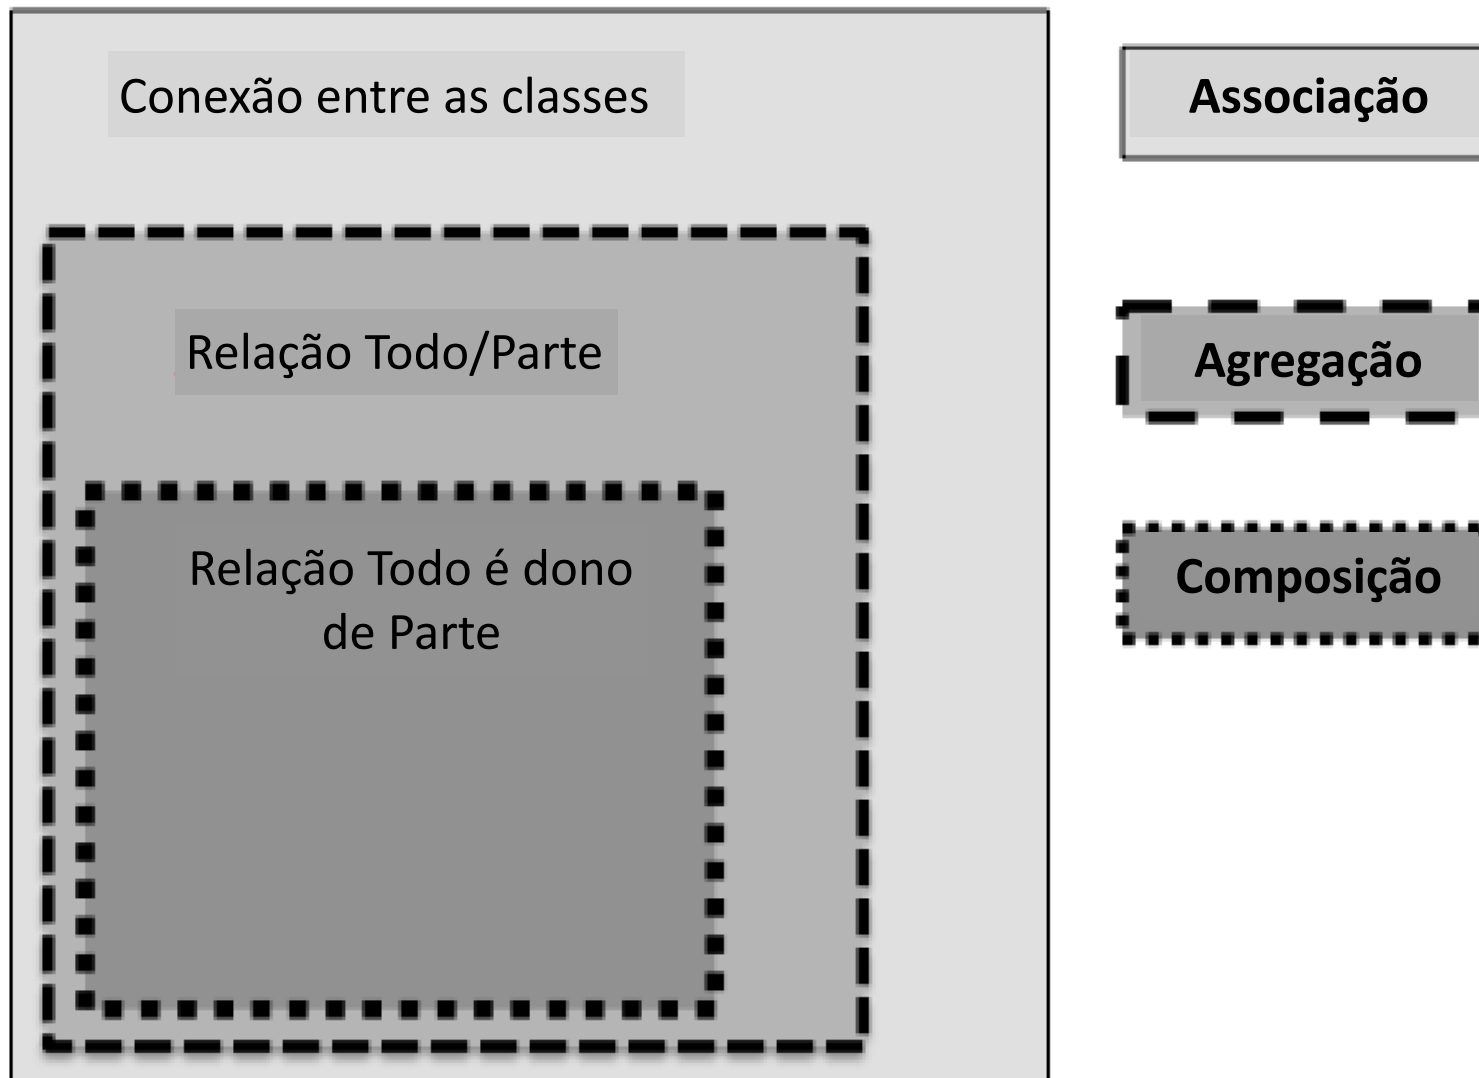 Conexão entre as classes
Associação
Relação Todo/Parte
Agregação
Relação Todo é dono
de Parte
Composição